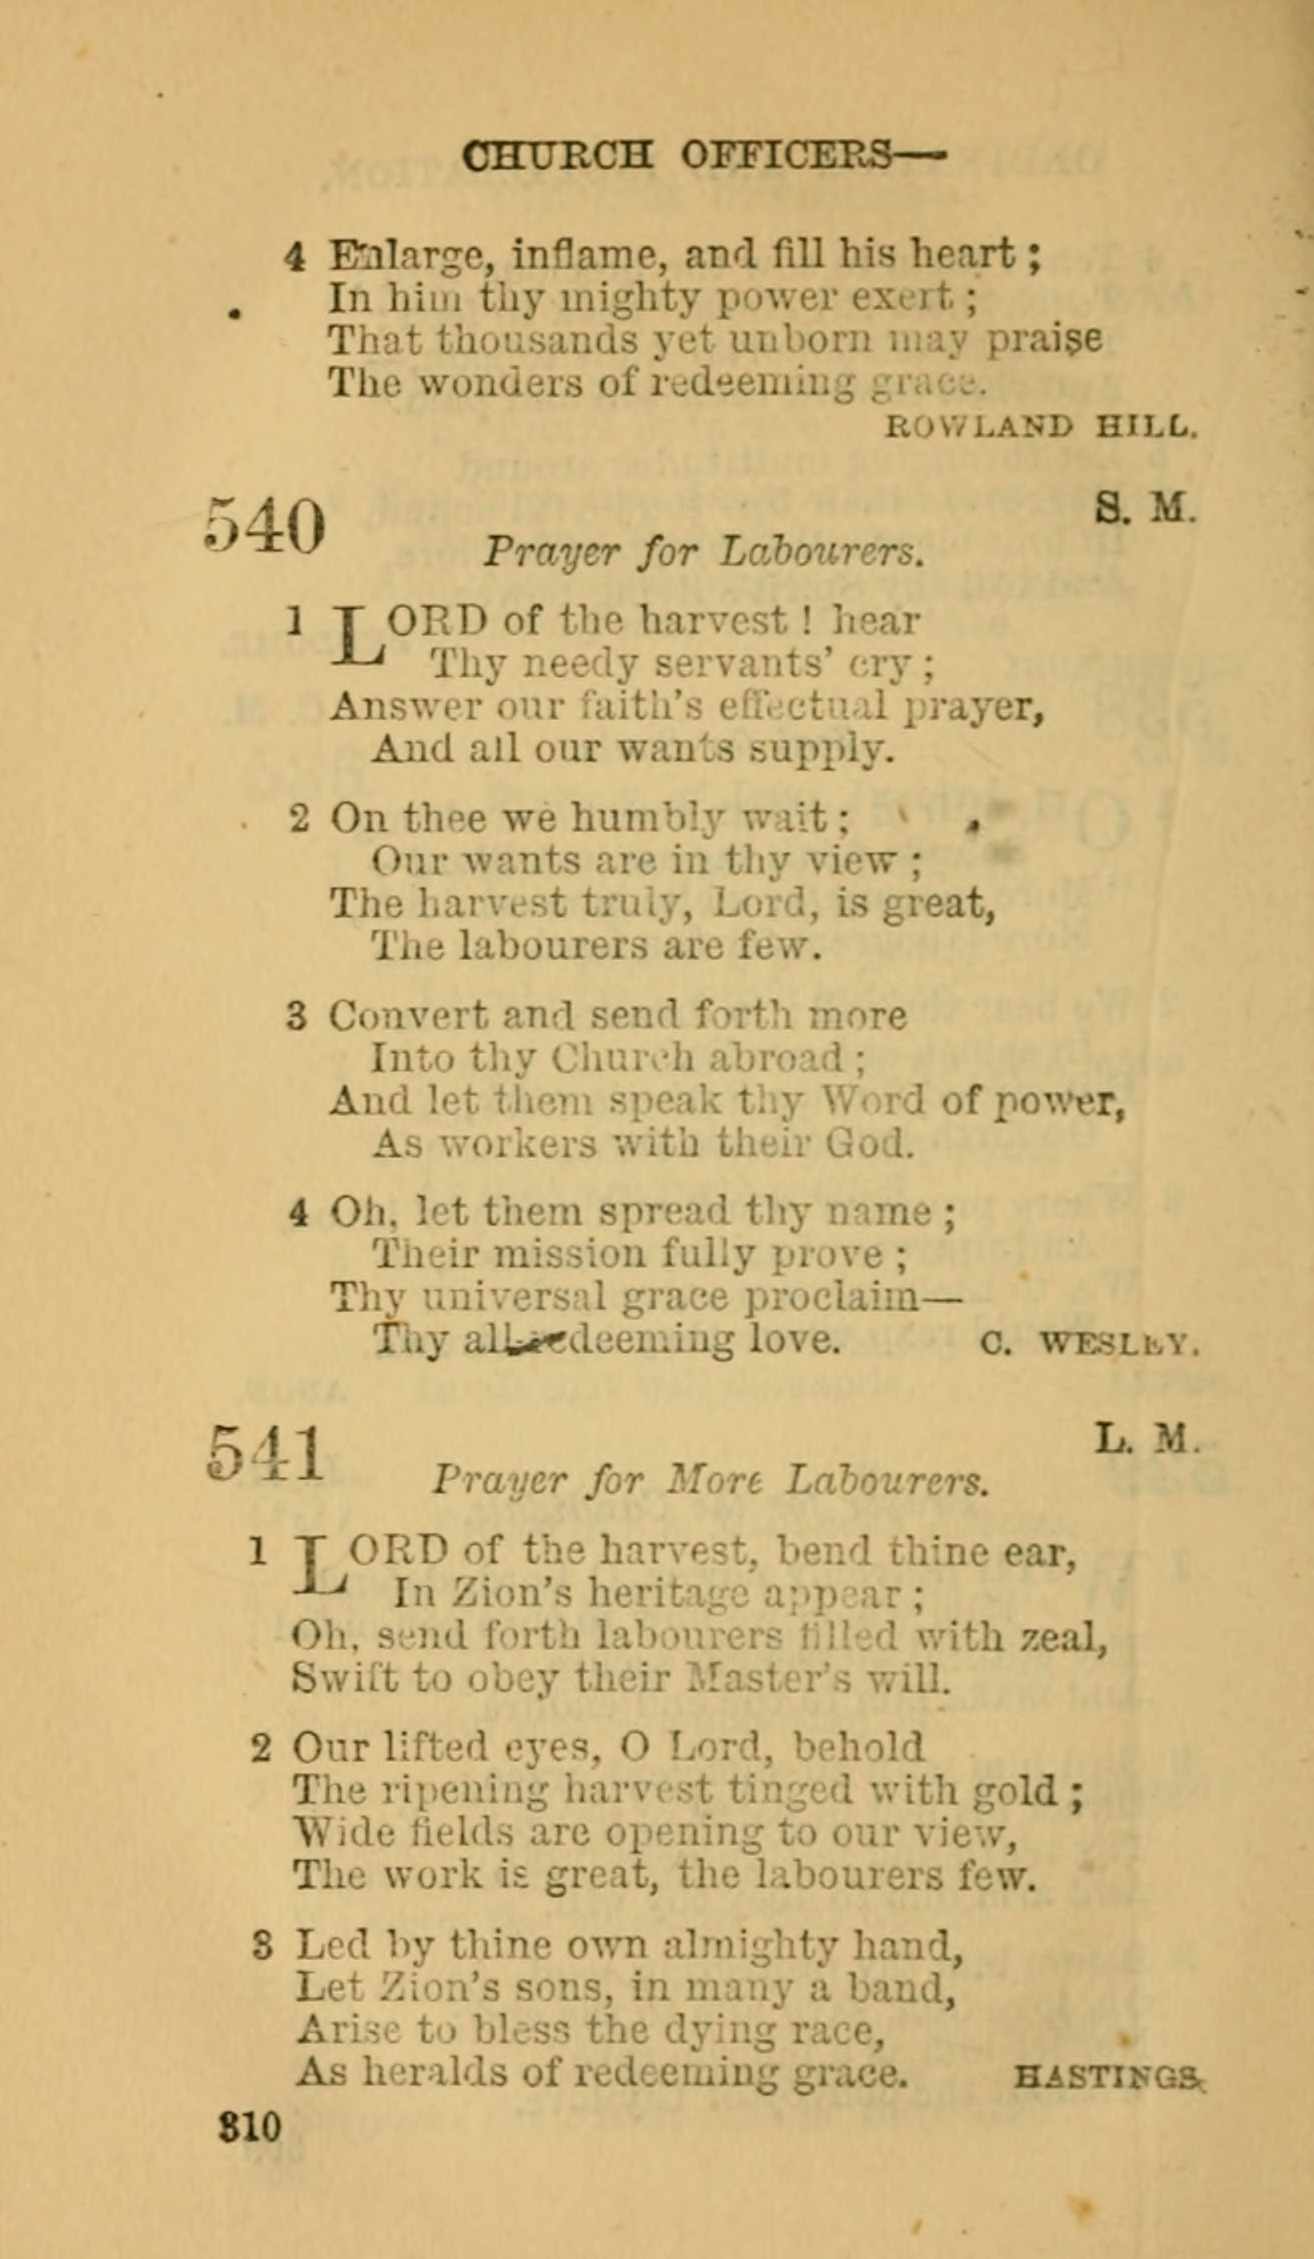 CHURCH OFFICERS—
4 Enlarge, inflame, and fill his heart ;
In him thy mighty power exert ;
That thousands yet unborn may praise
The wonders of redeeming grace.
ROWLAND HILL.
540
S. M.
Prayer for Labourers.
1 LORD of the harvest ! hear
Thy needy servants' cry ;
Answer our faith's effectual prayer,
And all our wants supply.
2 On thee we humbly wait ;
Our wants are in thy view ;
The harvest truly, Lord, is great,
The labourers are few.
3 Convert and send forth more
Into thy Church abroad ;
And let them speak thy Word of power,
As workers with their God.
4 Oh, let them spread thy name ;
Their mission fully prove ;
Thy universal grace proclaim—
Thy all-redeeming love. C. WESLEY.
541
L. M.
Prayer for More Labourers.
1 LORD of the harvest, bend thine ear,
In Zion's heritage appear ;
Oh, send forth labourers filled with zeal,
Swift to obey their Master's will.
2 Our lifted eyes, O Lord, behold
The ripening harvest tinged with gold ;
Wide fields are opening to our view,
The work is great, the labourers few.
3 Led by thine own almighty hand,
Let Zion's sons, in many a band,
Arise to bless the dying race,
As heralds of redeeming grace. HASTINGS.
310